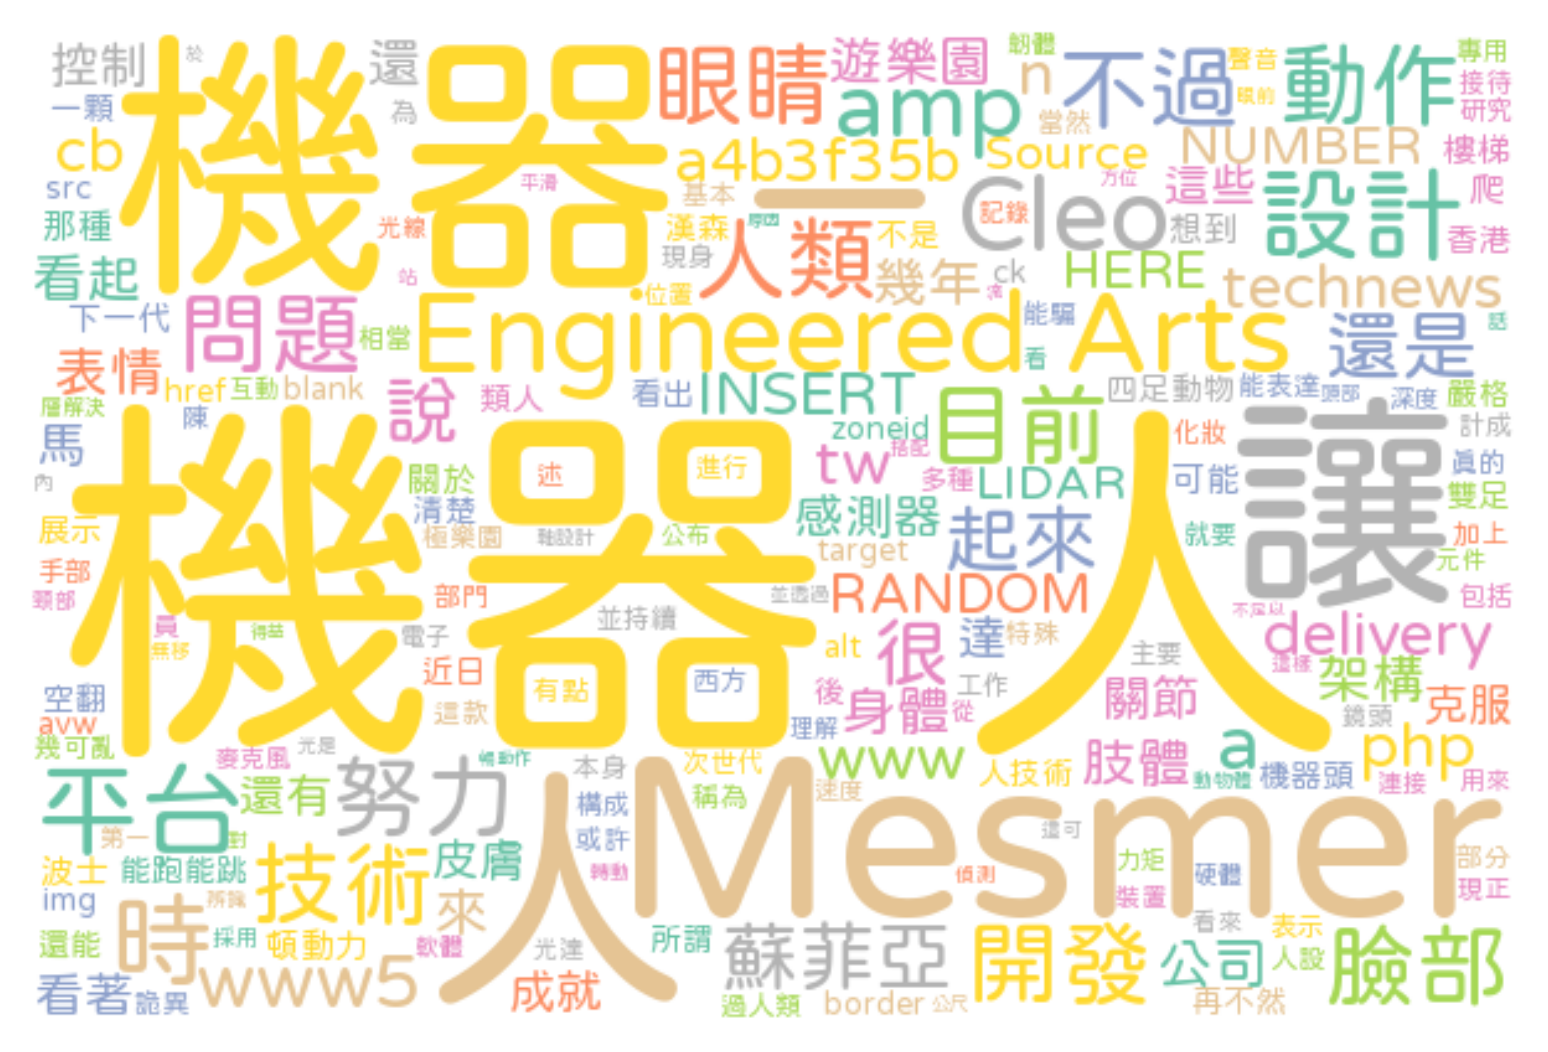 控制 於 機器 還 眼睛 遊樂園 韌體 不過 聲音 動作 專用
一顆 為 amp n 當然 眼前 接待
cb a4b3f35b Source NUMBER 研究
src 平滑 基本 一 Cleo 方位 這些 設計 樓梯
那種 光線 漢森 人類 不是 記錄 想到 爬
看起 站 現身 幾年 ck HERE 香港
下一代 問題 相當 Engineered Arts 位置 能騙 technews
表情 看 還是 話
href 互動 blank 說 類人 看出 INSERT 目前 四足動物 能表達 頭部 深度 嚴格
層解決 陳 zoneid 化妝 讓 計成
馬 機器人 關於 述 進行 tw 搭配 多種 LIDAR 可能 真的
內 清楚 感測器 起來 雙足
展示 極樂園 軸設計 公布 target 就要 加上
手部 部門 並透過 RANDOM 元件
頸部 員 得益 電子 並持續 很 達 特殊 不足以 包括
無移 近日 alt 主要 delivery
空翻 有點 西方 後 身體 工作 關節 這樣 架構 克服
avw 這款 理解 從 鏡頭
幾可亂 麥克風 光是 次世代 www a php
平台 還有 努力 本身 稱為 速度 人技術 肢體 動物體 機器頭 連接 用來
第一 對 構成 人 Mesmer 這可
波士 能跑能跳 技術 皮膚 或許 轉動 偵測 力矩 硬體 部分
img 時 來 裝置 現正
還能 採用 頓動力 軟體 光達 所謂 蘇菲亞 開發 看來 表示
看著 詭異 www5 成就 公司 人設 臉部
過人類 border 公尺 再不然